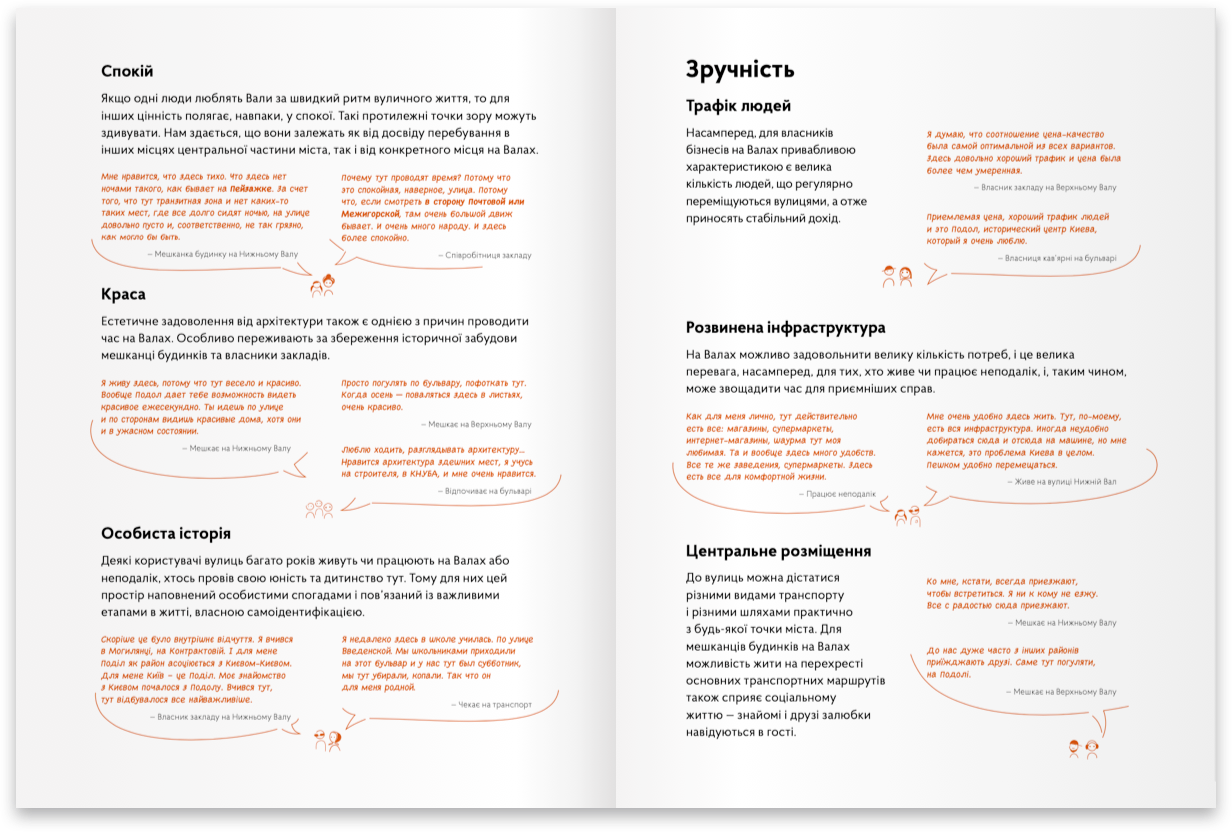 Спокій
Якщо одні люди люблять Вали за швидкий ритм вуличного життя, то для
інших цінність полягає, навпаки, у спокої. Такі протилежні точки зору можуть
здивувати. Нам здається, що вони залежать як від досвіду перебування в
інших місцях центральної частини міста, так і від конкретного місця на Валах.
Мне нравится, что здесь тихо. Что здесь нет
ночами такого, как бывает на Пейзажке. За счет
того, что тут транзитная зона и нет каких-то
таких мест, где все долго сидят ночью, на улице
довольно пусто и, соответственно, не так грязно,
как могло бы быть.
– Мешканка будинку на Нижньому Валу
Почему тут проводят время? Потому что
это спокойная, наверное, улица. Потому
что, если смотреть в сторону Почтовой или
Межигорской, там очень большой движ
бывает. И очень много народу. И здесь
более спокойно.
– Співробітниця закладу
Краса
Естетичне задоволення від архітектури також є однією з причин проводити
час на Валах. Особливо переживають за збереження історичної забудови
мешканці будинків та власники закладів.
Я живу здесь, потому что тут весело и красиво.
Вообще Подол дает тебе возможность видеть
красивое ежесекундно. Ты идешь по улице
и по сторонам видишь красивые дома, хотя они
и в ужасном состоянии.
– Мешкає на Нижньому Валу
Просто погулять по бульвару, пофоткать тут.
Когда осень — поваляться здесь в листьях,
очень красиво.
– Мешкає на Верхньому Валу
Люблю ходить, разглядывать архитектуру...
Нравится архитектура здешних мест, я учусь
на строителя, в КНУБА, и мне очень нравится.
– Відпочиває на бульварі
Особиста історія
Деякі користувачі вулиць багато років живуть чи працюють на Валах або
неподалік, хтось провів свою юність та дитинство тут. Тому для них цей
простір наповнений особистими спогадами і пов'язаний із важливими
етапами в житті, власною самоідентифікацією.
Скоріше це було внутрішнє відчуття. Я вчився
в Могилянці, на Контрактовій. І для мене
Поділ як район асоціюється з Києвом-Києвом.
Для мене Київ – це Поділ. Моє знайомство
з Києвом почалося з Подолу. Вчився тут,
тут відбувалося все найважливіше.
– Власник закладу на Нижньому Валу
Я недалеко здесь в школе училась. По улице
Введенской. Мы школьниками приходили
на этот бульвар и у нас тут был субботник,
мы тут убирали, копали. Так что он
для меня родной.
– Чекає на транспорт
Зручність
Трафік людей
Насамперед, для власників
бізнесів на Валах привабливою
характеристикою є велика
кількість людей, що регулярно
переміщуються вулицями, а отже
приносять стабільний дохід.
Я думаю, что соотношение цена-качество
была самой оптимальной из всех вариантов.
Здесь довольно хороший трафик и цена была
более чем умеренная.
– Власник закладу на Верхньому Валу
Приемлемая цена, хороший трафик людей
и это Подол, исторический центр Киева,
который я очень люблю.
– Власниця кав'ярні на бульварі
Розвинена інфраструктура
На Валах можливо задовольнити велику кількість потреб, і це велика
перевага, насамперед, для тих, хто живе чи працює неподалік, і, таким чином,
може звощадити час для приємніших справ.
Как для меня лично, тут действительно
есть все: магазины, супермаркеты,
интернет-магазины, шаурма тут моя
любимая. Та и вообще здесь много удобств.
Все те же заведения, супермаркеты. Здесь
есть все для комфортной жизни.
– Працює неподалік
Мне очень удобно здесь жить. Тут, по-моему,
есть вся инфраструктура. Иногда неудобно
добираться сюда и отсюда на машине, но мне
кажется, это проблема Киева в целом.
Пешком удобно перемещаться.
– Живе на вулиці Нижній Вал
Центральне розміщення
До вулиць можна дістатися
різними видами транспорту
і різними шляхами практично
з будь-якої точки міста. Для
мешканців будинків на Валах
можливість жити на перехресті
основних транспортних маршрутів
також сприяє соціальному
життю – знайомі і друзі залюбки
навідуються в гості.
Ко мне, кстати, всегда приезжают,
чтобы встретиться. Я ни к кому не езжу.
Все с радостью сюда приезжают.
– Мешкає на Нижньому Валу
До нас дуже часто з інших районів
приїжджають друзі. Саме тут погуляти,
на Подолі.
– Мешкає на Верхньому Валу